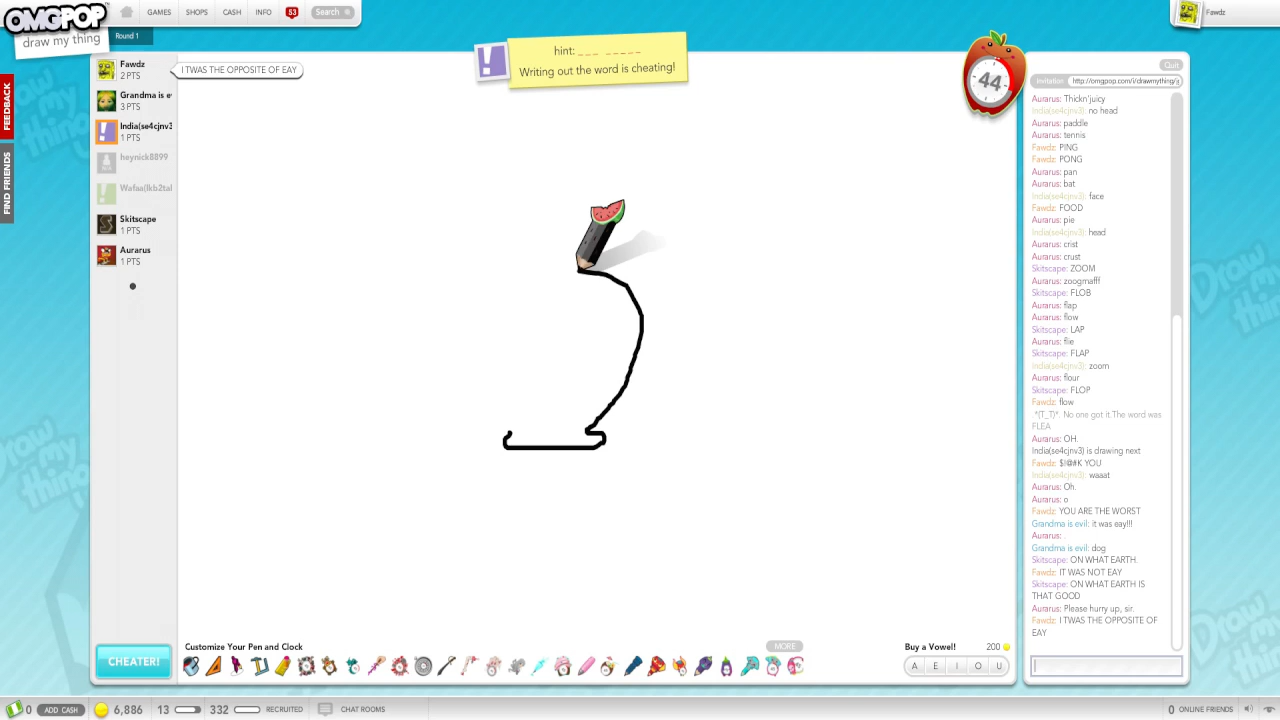 OMGPOP
GAMES SHOPS CASH INFO 53 Search
Fawdz
draw my thing
Round 1
hint: ___ _____
Writing out the word is cheating!
44
FEEDBACK
FIND FRIENDS
Fawdz
2 PTS
I TWAS THE OPPOSITE OF EAY
Grandma is e
3 PTS
India(se4cjnv3
1 PTS
heynick8899
Skitscape
1 PTS
Aurarus
1 PTS
Quit
Invitation http://omgpop.com/i/drawmything/
Aurarus: Thickn'juicy
India(se4cjnv3): no head
Aurarus: paddle
Aurarus: tennis
Fawdz: PING
Fawdz: PONG
Aurarus: pan
Aurarus: bat
India(se4cjnv3): face
Fawdz: FOOD
Aurarus: pie
India(se4cjnv3): head
Aurarus: crist
Aurarus: crust
Skitscape: ZOOM
Aurarus: zoogmafff
Skitscape: FLOB
Aurarus: flap
Aurarus: flow
Skitscape: LAP
Aurarus: flie
Skitscape: FLAP
India(se4cjnv3): zoom
Aurarus: flour
Skitscape: FLOP
Fawdz: flow
*(T_T)*. No one got it.The word was
FLEA
Aurarus: OH.
India(se4cjnv3) is drawing next
Fawdz: $!@#K YOU
India(se4cjnv3): waaat
Aurarus: Oh.
Aurarus: o
Fawdz: YOU ARE THE WORST
Grandma is evil: it was eay!!!
Aurarus: .
Grandma is evil: dog
Skitscape: ON WHAT EARTH.
Fawdz: IT WAS NOT EAY
Skitscape: ON WHAT EARTH IS
THAT GOOD
Aurarus: Please hurry up, sir.
Fawdz: I TWAS THE OPPOSITE OF
EAY
CHEATER!
Customize Your Pen and Clock
MORE
Buy a Vowel! 200
A E I O U
0 ADD CASH 6,886 13 332 RECRUITED CHAT ROOMS
0 ONLINE FRIENDS